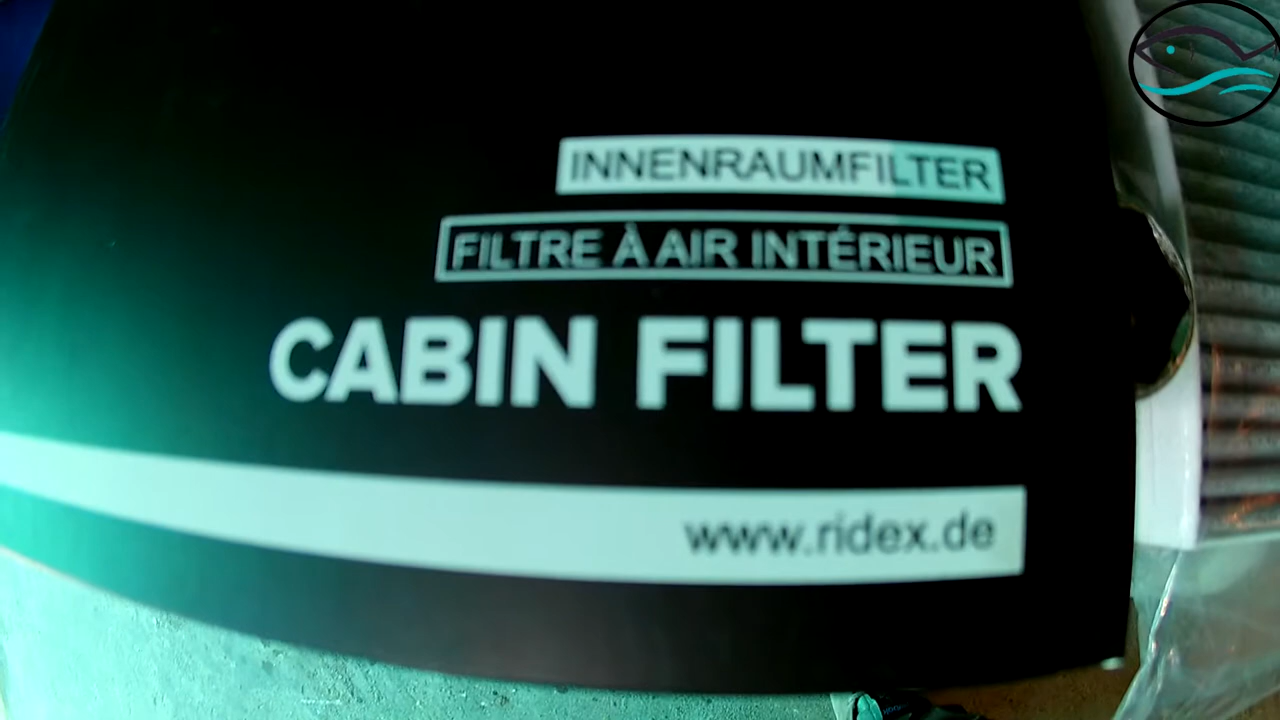 INNENRAUMFILTER
FILTRE À AIR INTÉRIEUR
CABIN FILTER
www.ridex.de